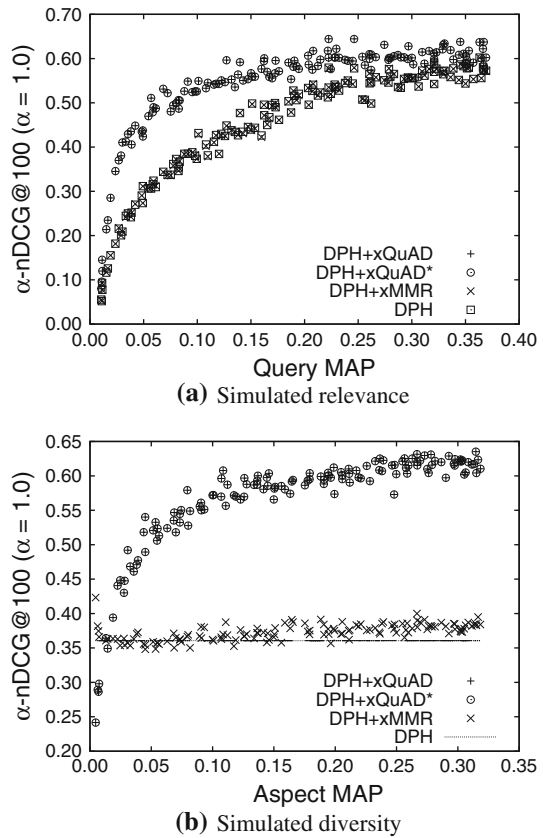 0.70
0.60
0.50
0.40
0.30
0.20
0.10
0.00
α-nDCG@100 (α = 1.0)
DPH+xQuAD
DPH+xQuAD*
DPH+xMMR
DPH
0.00 0.05 0.10 0.15 0.20 0.25 0.30 0.35 0.40
Query MAP
(a) Simulated relevance
0.65
0.60
0.55
0.50
0.45
0.40
0.35
0.30
0.25
0.20
α-nDCG@100 (α = 1.0)
DPH+xQuAD
DPH+xQuAD*
DPH+xMMR
DPH
0.00 0.05 0.10 0.15 0.20 0.25 0.30 0.35
Aspect MAP
(b) Simulated diversity